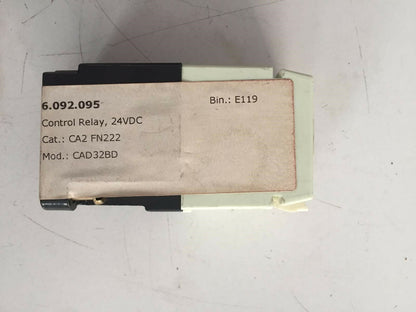 6.092.095 Bin.: E119
Control Relay, 24VDC
Cat.: CA2 FN222
Mod.: CAD32BD